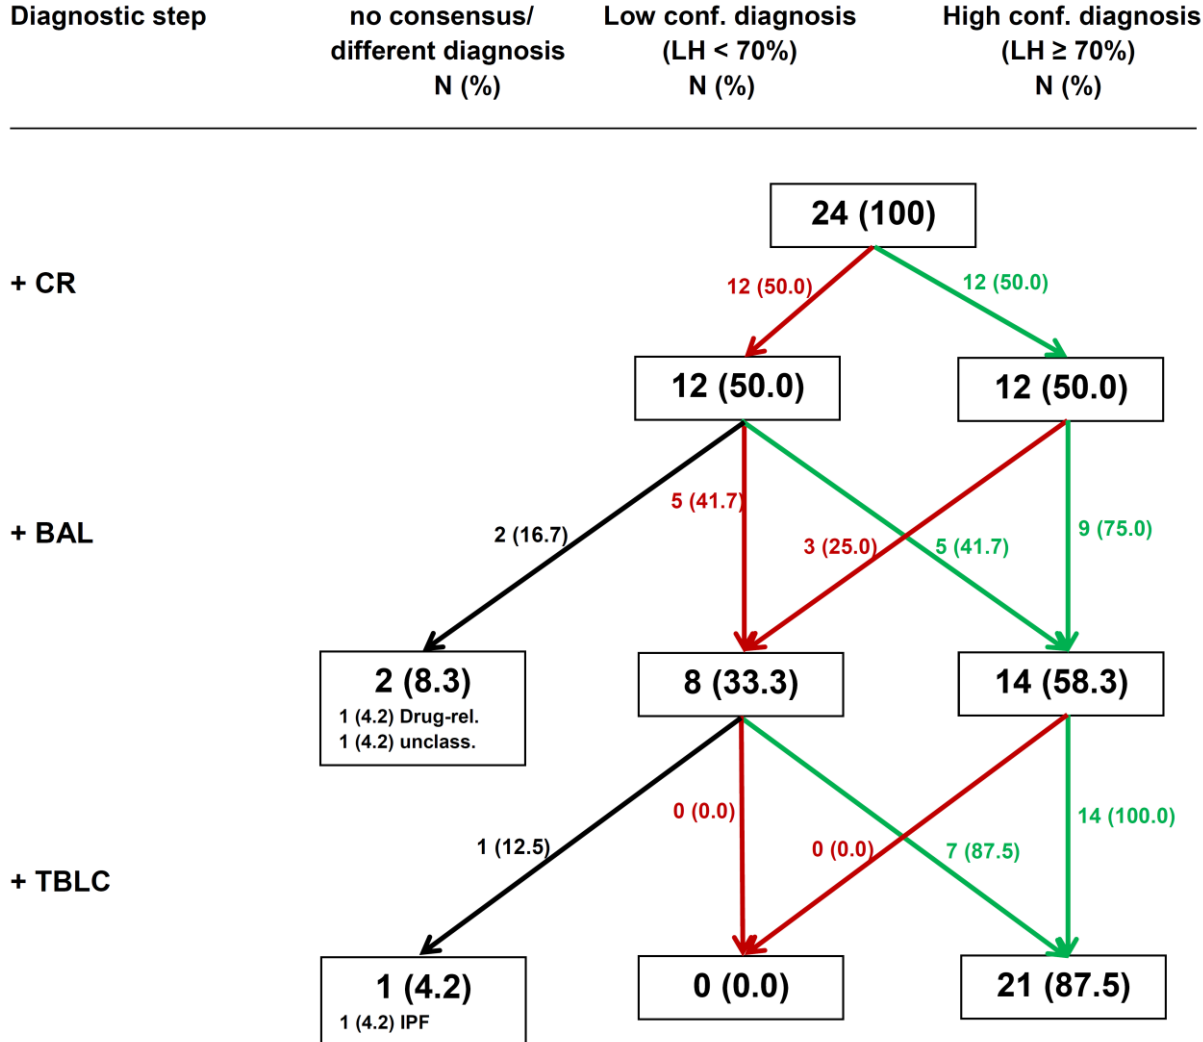 Diagnostic step
no consensus/
different diagnosis
N (%)
Low conf. diagnosis
(LH < 70%)
N (%)
High conf. diagnosis
(LH ≥ 70%)
N (%)
24 (100)
+ CR
12 (50.0)
12 (50.0)
12 (50.0)
12 (50.0)
+ BAL
2 (16.7)
5 (41.7)
3 (25.0)
5 (41.7)
9 (75.0)
2 (8.3)
1 (4.2) Drug-rel.
1 (4.2) unclass.
8 (33.3)
14 (58.3)
+ TBLC
1 (12.5)
0 (0.0)
0 (0.0)
7 (87.5)
14 (100.0)
1 (4.2)
1 (4.2) IPF
0 (0.0)
21 (87.5)